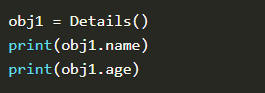 obj1 = Details()
print(obj1.name)
print(obj1.age)